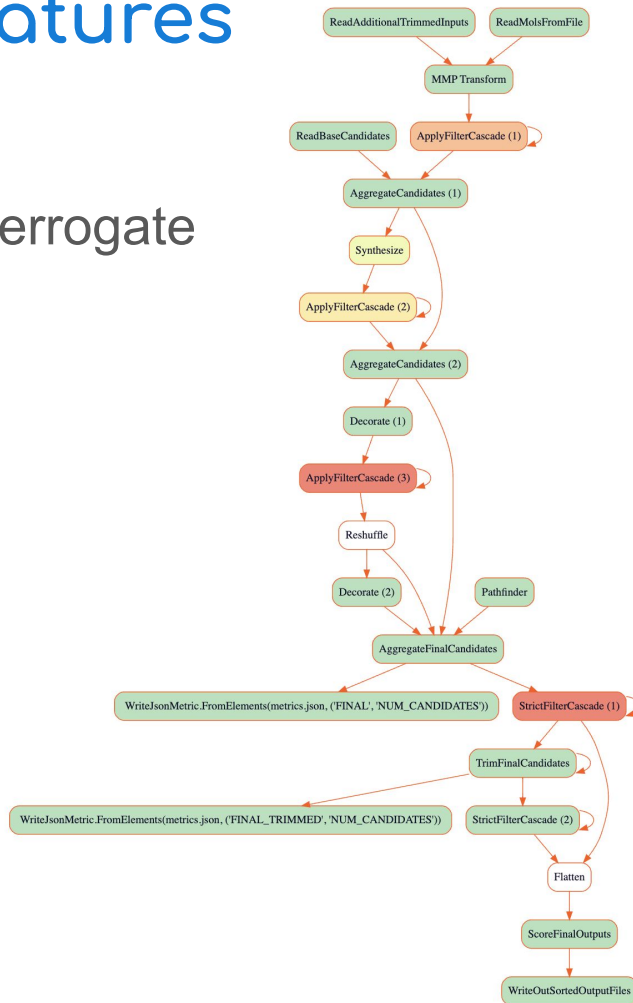 atures
ReadAdditionalTrimmedInputs
ReadMolsFromFile
MMP Transform
ReadBaseCandidates
ApplyFilterCascade (1)
AggregateCandidates (1)
errogate
Synthesize
ApplyFilterCascade (2)
AggregateCandidates (2)
Decorate (1)
ApplyFilterCascade (3)
Reshuffle
Decorate (2)
Pathfinder
AggregateFinalCandidates
WriteJsonMetric.FromElements(metrics.json, ('FINAL', 'NUM_CANDIDATES'))
StrictFilterCascade (1)
TrimFinalCandidates
WriteJsonMetric.FromElements(metrics.json, ('FINAL_TRIMMED', 'NUM_CANDIDATES'))
StrictFilterCascade (2)
Flatten
ScoreFinalOutputs
WriteOutSortedOutputFiles